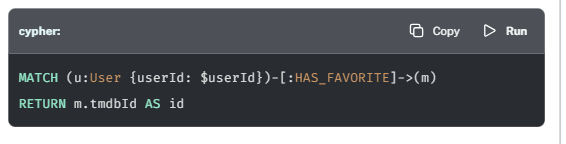 cypher: Copy Run
MATCH (u:User {userId: $userId})-[:HAS_FAVORITE]->(m)
RETURN m.tmdbId AS id